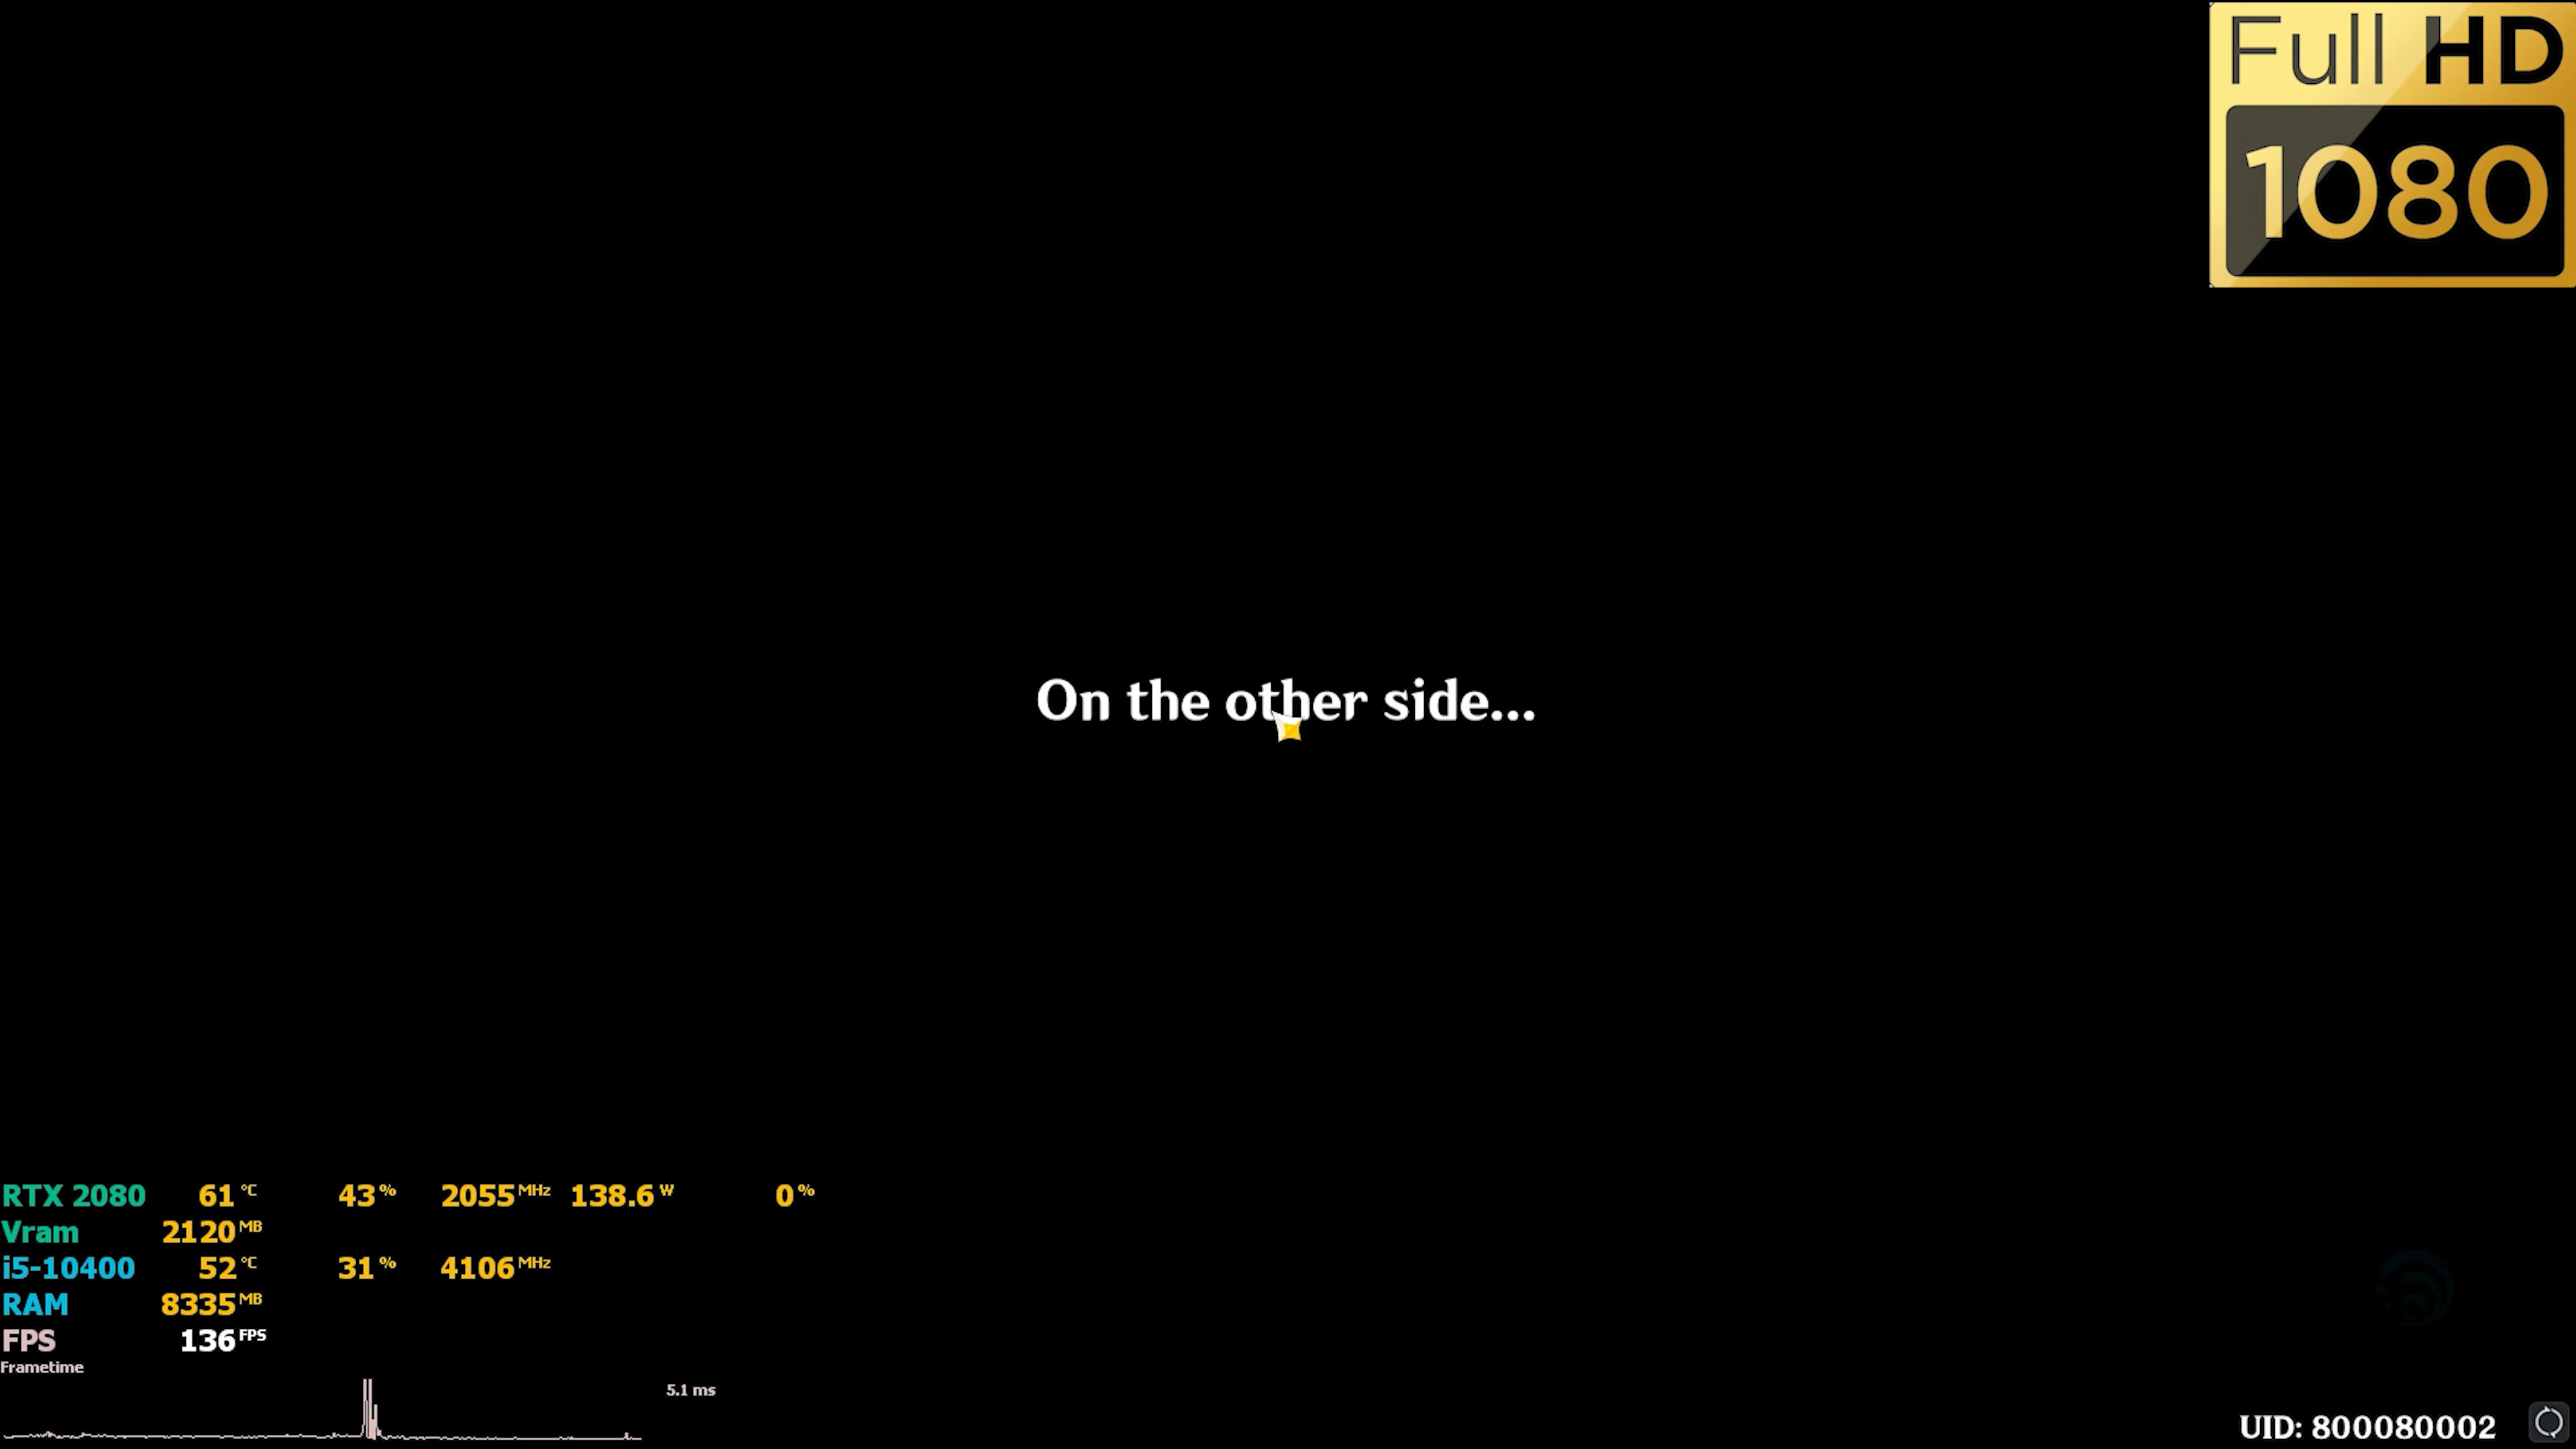 Full HD
1080
On the other side...
RTX 2080 61 °C 43 % 2055 MHz 138.6 W 0 %
Vram 2120 MB
i5-10400 52 °C 31 % 4106 MHz
RAM 8335 MB
FPS 136 FPS
Frametime
5.1 ms
UID: 800080002